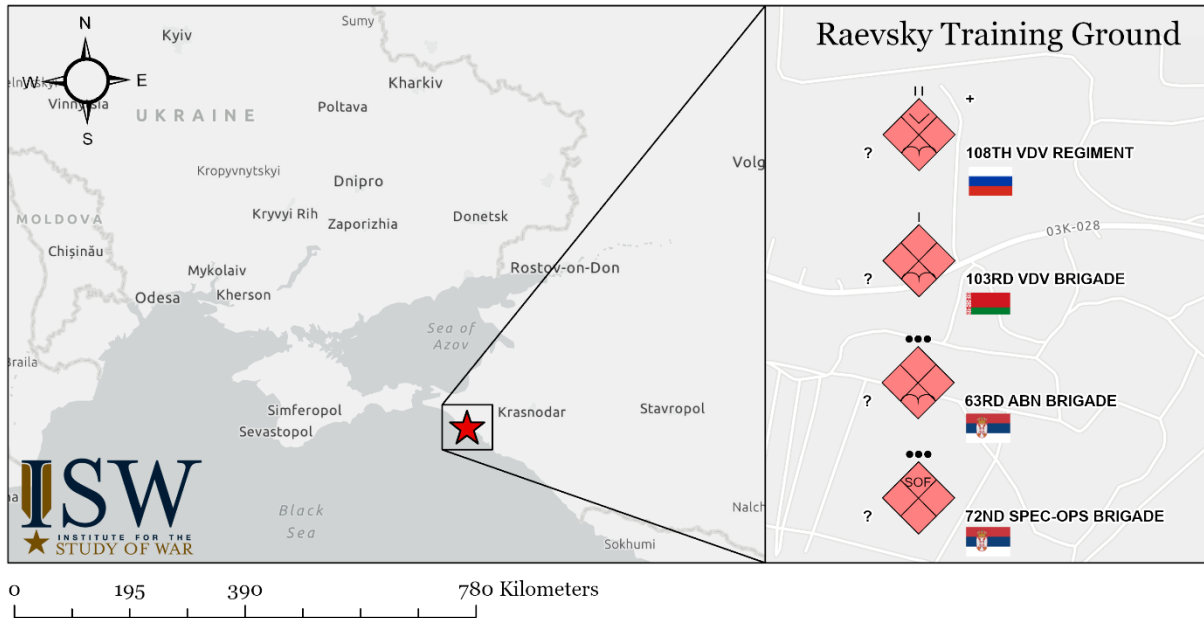 N
W
E
S
Sumy
Kyiv
Kharkiv
Vinnytsia
UKRAINE
Poltava
Kropyvnytskyi
Dnipro
Volg
MOLDOVA
Kryvyi Rih
Zaporizhia
Donetsk
Chișinău
Mykolaiv
Rostov-on-Don
Odesa
Kherson
Sea of
Azov
Braila
Simferopol
Sevastopol
Krasnodar
Stavropol
Black
Sea
Nalch
Sokhumi
ISW
INSTITUTE FOR THE
STUDY OF WAR
0 195 390 780 Kilometers
Raevsky Training Ground
II
+
?
108TH VDV REGIMENT
03K-028
I
?
103RD VDV BRIGADE
?
63RD ABN BRIGADE
SOF
?
72ND SPEC-OPS BRIGADE